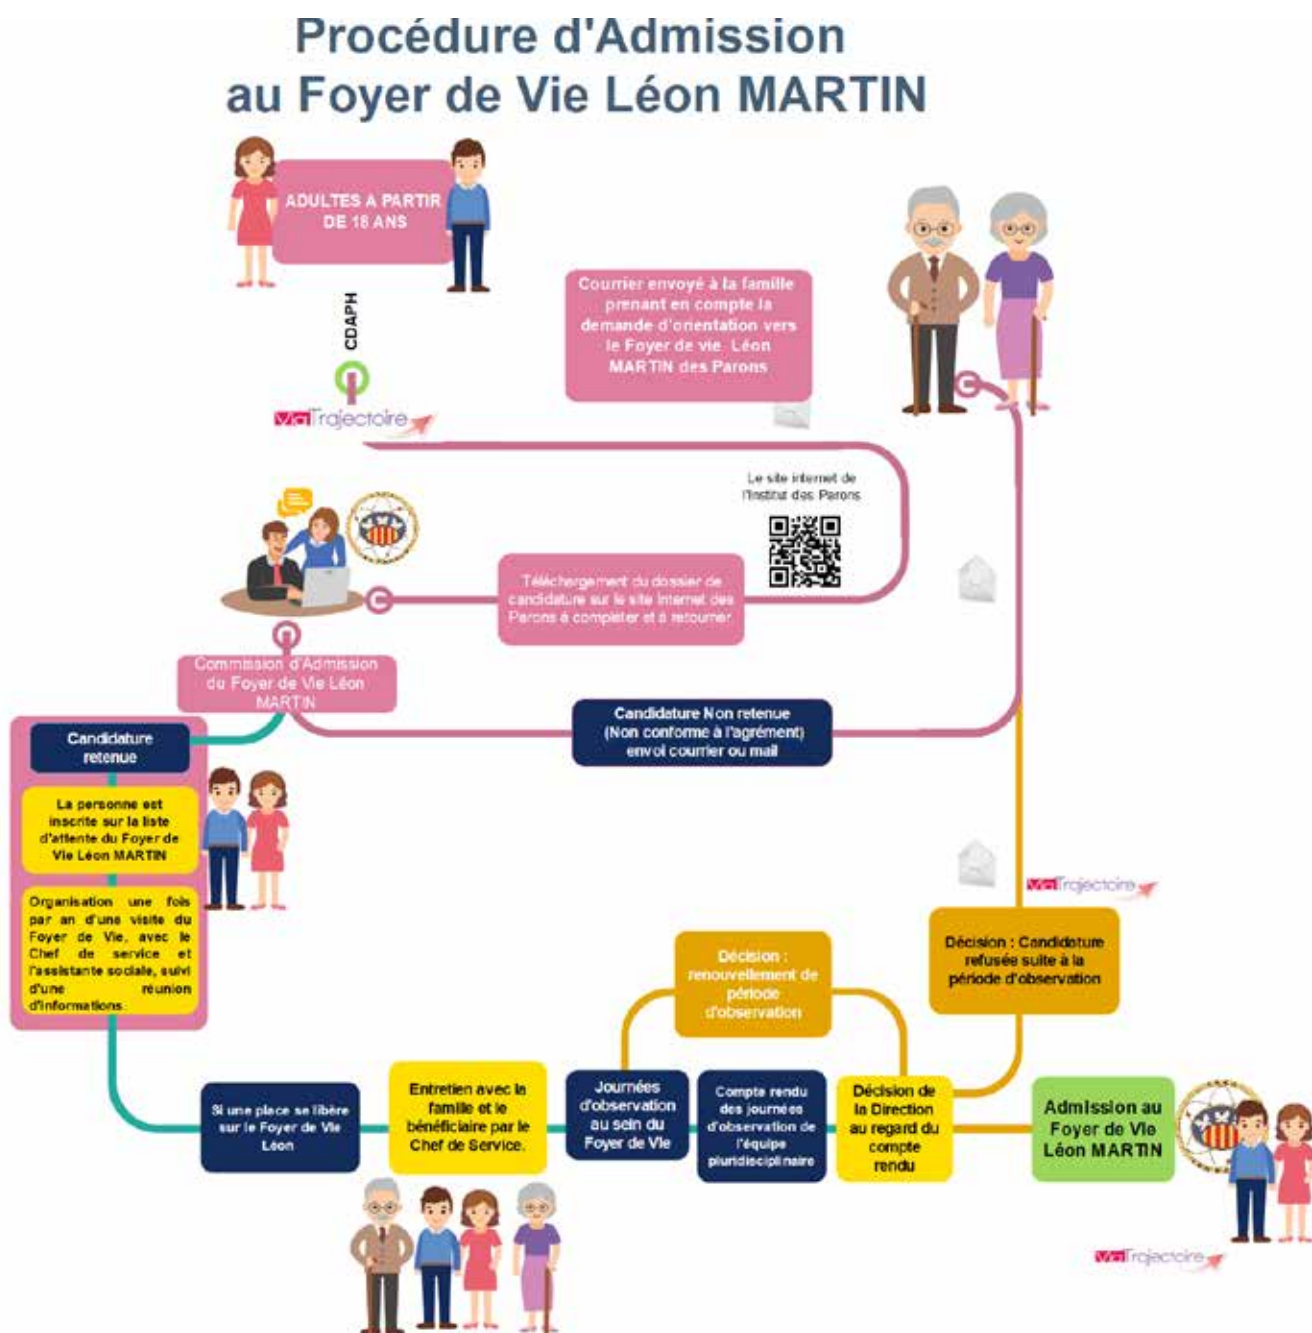 Procédure d'Admission
au Foyer de Vie Léon MARTIN
ADULTES A PARTIR
DE 18 ANS
CDAPH
ViaTrajectoire
Courrier envoyé à la famille
prenant en compte la
demande d'orientation vers
le Foyer de vie Léon
MARTIN des Parons
Le site internet de
l'Institut des Parons
Téléchargement du dossier de
candidature sur le site Internet des
Parons à compléter et à retourner
Commission d'Admission
du Foyer de Vie Léon
MARTIN
Candidature Non retenue
(Non conforme à l'agrément)
envoi courrier ou mail
Candidature
retenue
La personne est
inscrite sur la liste
d'attente du Foyer de
Vie Léon MARTIN
Organisation une fois
par an d'une visite du
Foyer de Vie, avec le
Chef de service et
l'assistante sociale, suivi
d'une réunion
d'informations.
ViaTrajectoire
Décision : Candidature
refusée suite à la
période d'observation
Décision :
renouvellement de
période
d'observation
Si une place se libère
sur le Foyer de Vie
Léon
Entretien avec la
famille et le
bénéficiaire par le
Chef de Service.
Journées
d'observation
au sein du
Foyer de Vie
Compte rendu
des journées
d'observation de
l'équipe
pluridisciplinaire
Décision de
la Direction
au regard du
compte
rendu
Admission au
Foyer de Vie
Léon MARTIN
ViaTrajectoire